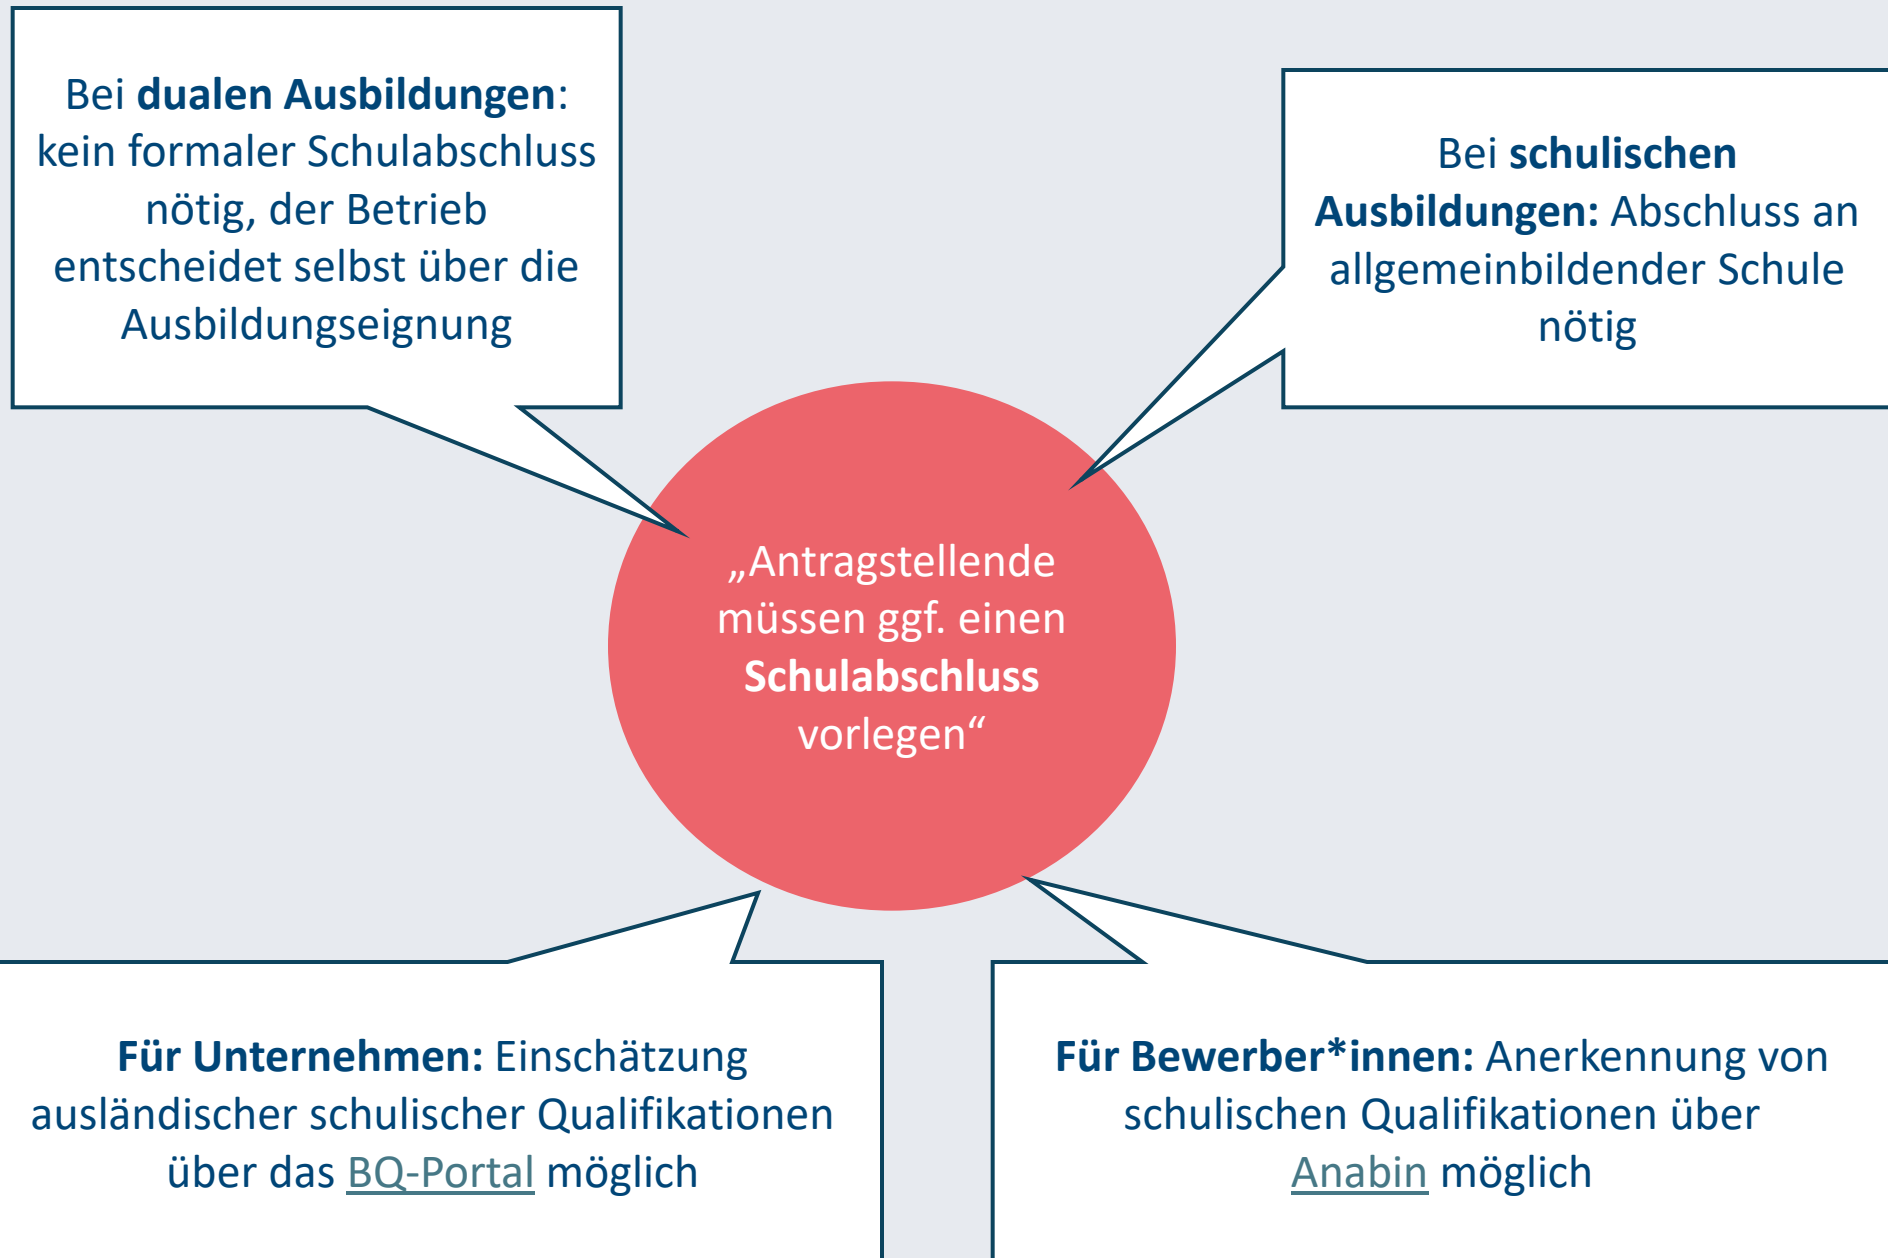 Bei dualen Ausbildungen:
kein formaler Schulabschluss
nötig, der Betrieb
entscheidet selbst über die
Ausbildungseignung
Bei schulischen
Ausbildungen: Abschluss an
allgemeinbildender Schule
nötig
„Antragstellende
müssen ggf. einen
Schulabschluss
vorlegen“
Für Unternehmen: Einschätzung
ausländischer schulischer Qualifikationen
über das BQ-Portal möglich
Für Bewerber*innen: Anerkennung von
schulischen Qualifikationen über
Anabin möglich